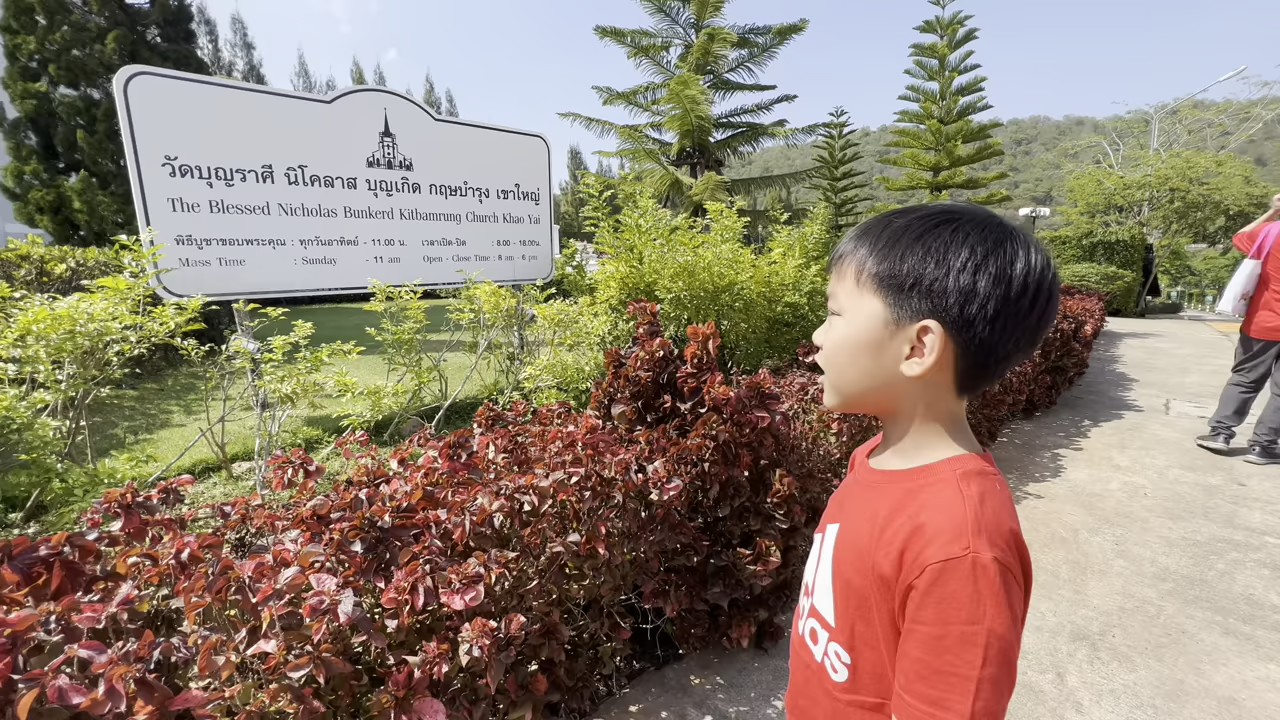 วัดบุญราศี นิโคลาส บุญเกิด กฤษบำรุง เขาใหญ่
The Blessed Nicholas Bunkerd Kitbamrung Church Khao Yai
พิธีบูชาขอบพระคุณ : ทุกวันอาทิตย์ - 11.00 น. เวลาเปิด-ปิด : 8.00 - 18.00น.
Mass Time : Sunday - 11 am Open - Close Time : 8 am - 6 pm
adidas